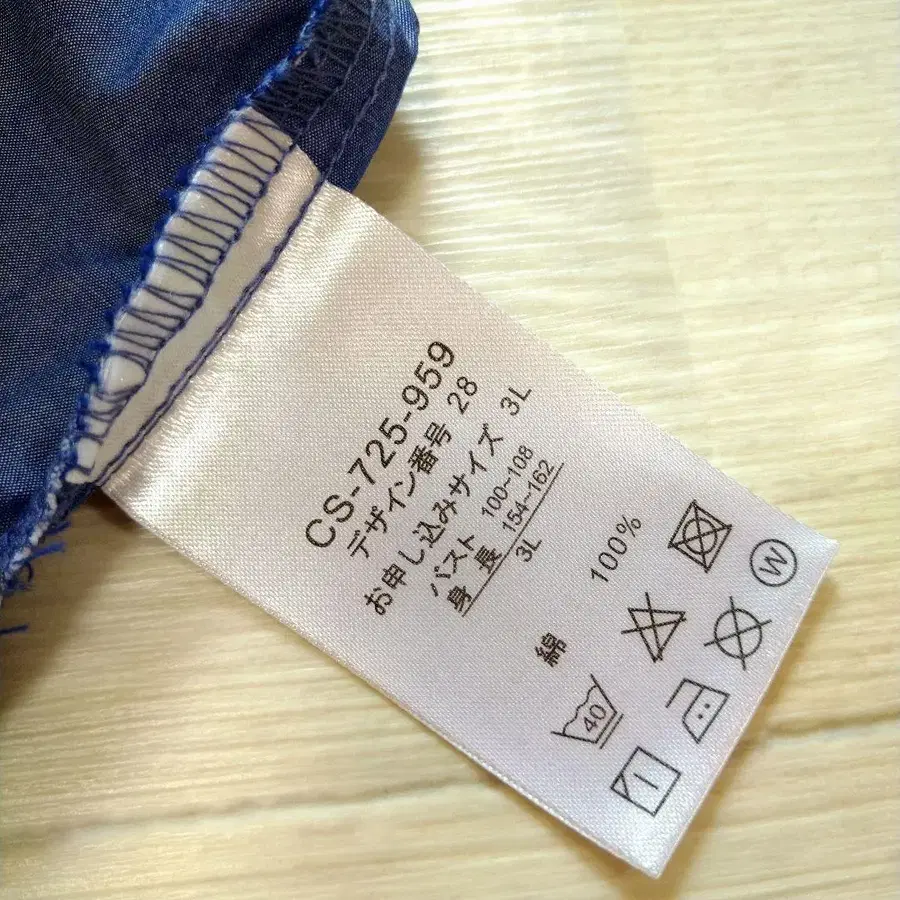 CS-725-959
デザイン番号 28
お申し込みサイズ 3L
バスト 100~108
身長 154~162
3L
綿 100%
40
W